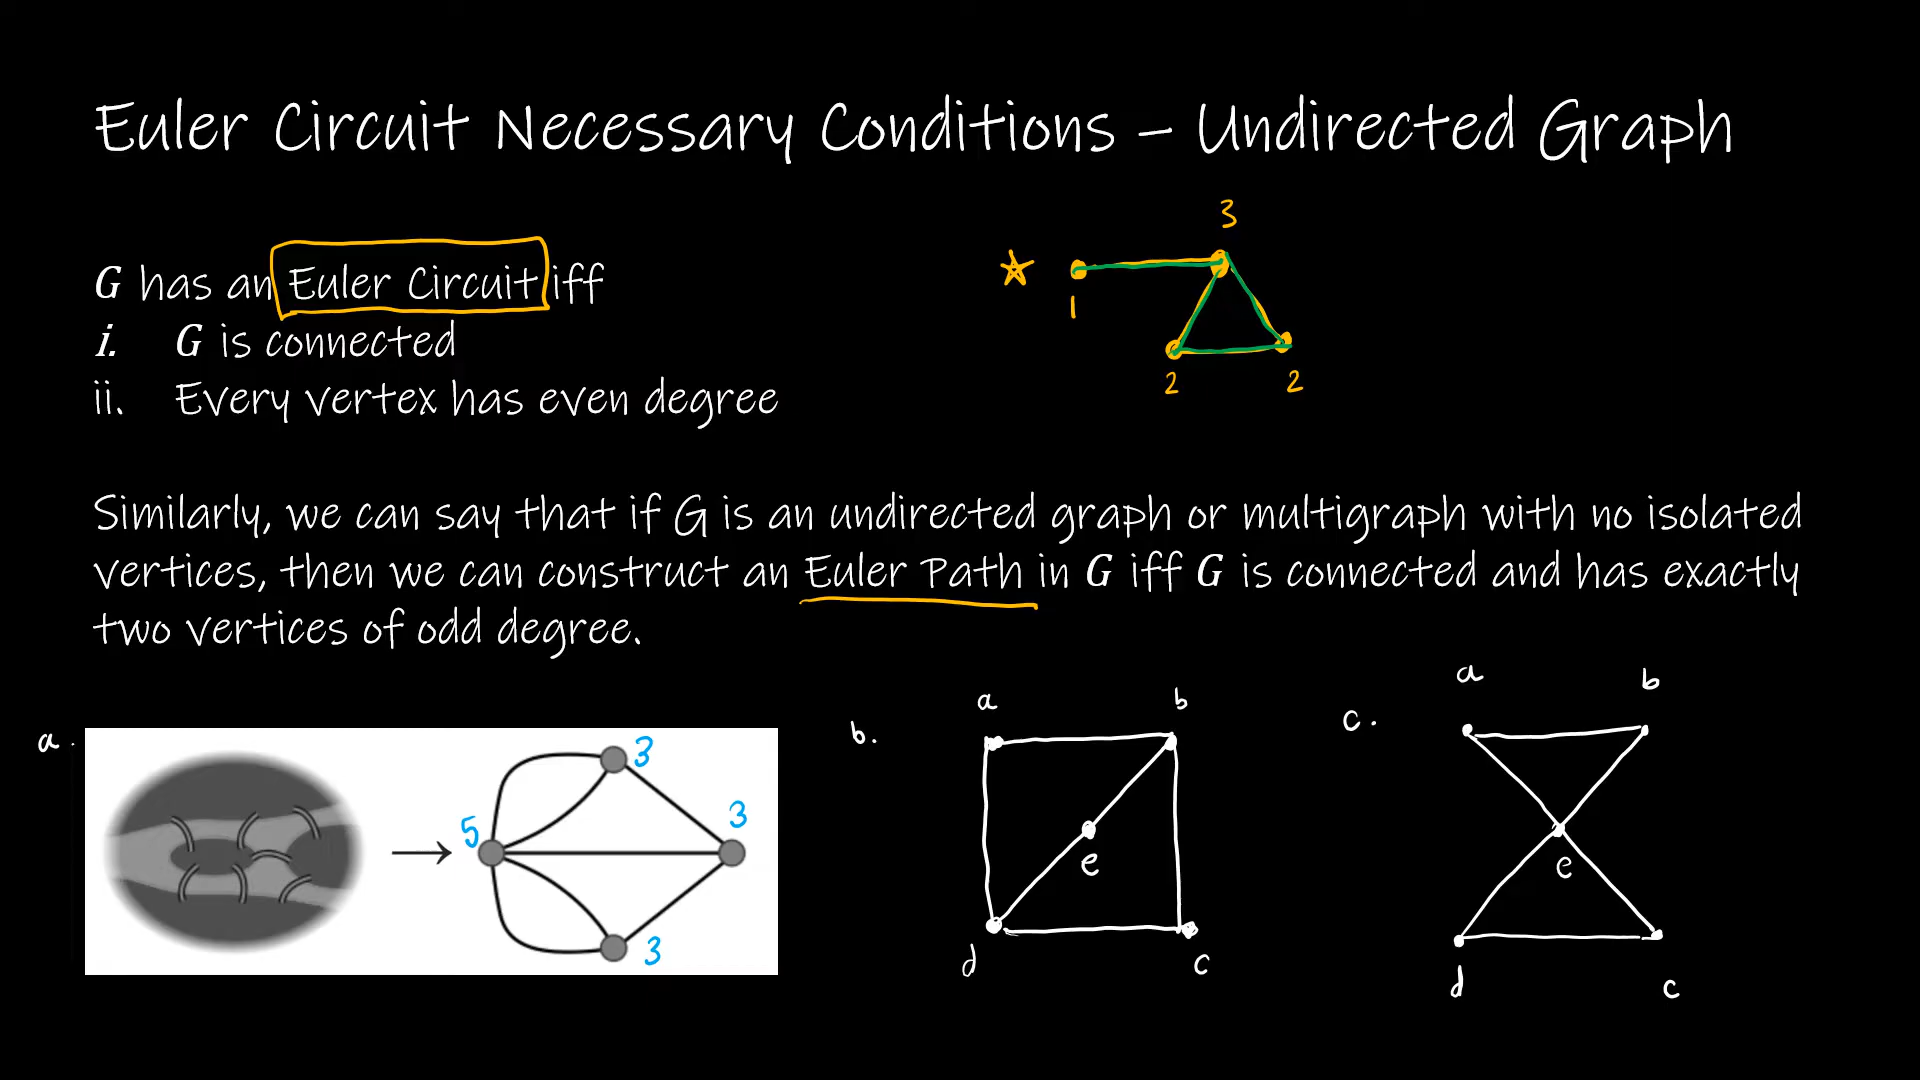 Euler Circuit Necessary Conditions – Undirected Graph
G has an Euler Circuit iff
i. G is connected
ii. Every vertex has even degree
3
1
2 2
Similarly, we can say that if G is an undirected graph or multigraph with no isolated
vertices, then we can construct an Euler Path in G iff G is connected and has exactly
two vertices of odd degree.
a.
5 3
3
3
b.
a b
e
d c
c.
a b
e
d c